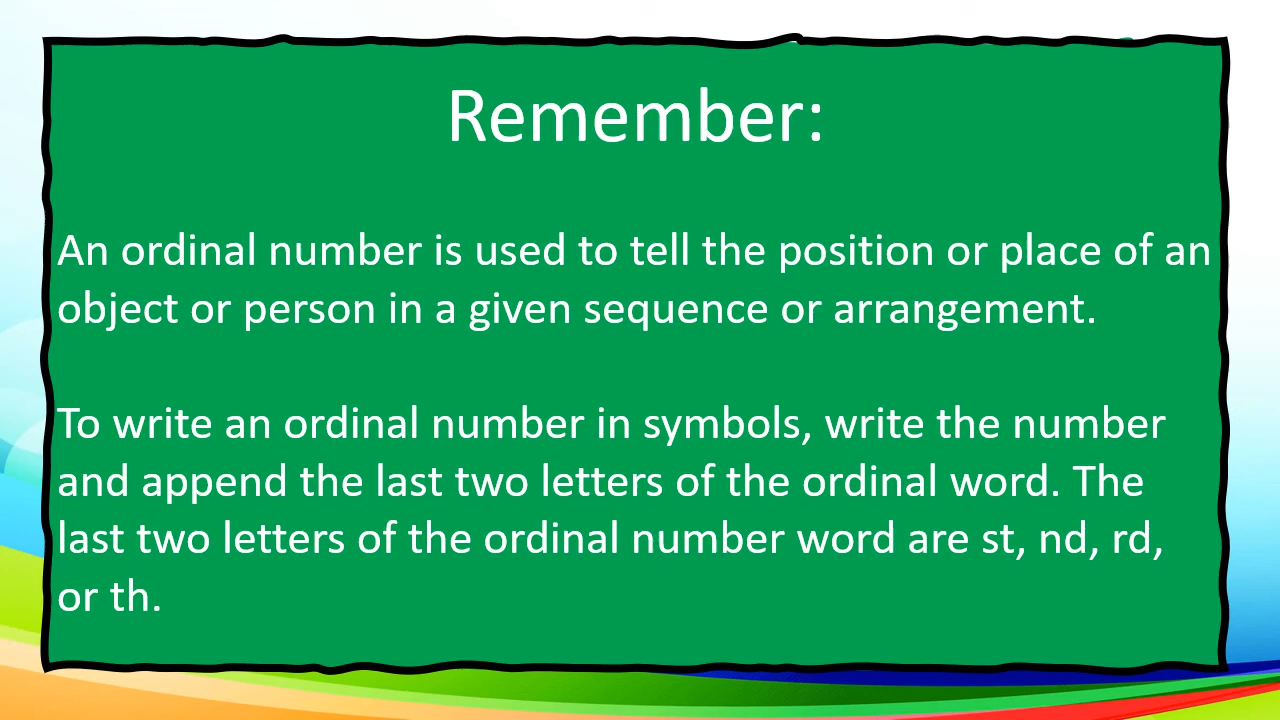 Remember:
An ordinal number is used to tell the position or place of an
object or person in a given sequence or arrangement.
To write an ordinal number in symbols, write the number
and append the last two letters of the ordinal word. The
last two letters of the ordinal number word are st, nd, rd,
or th.